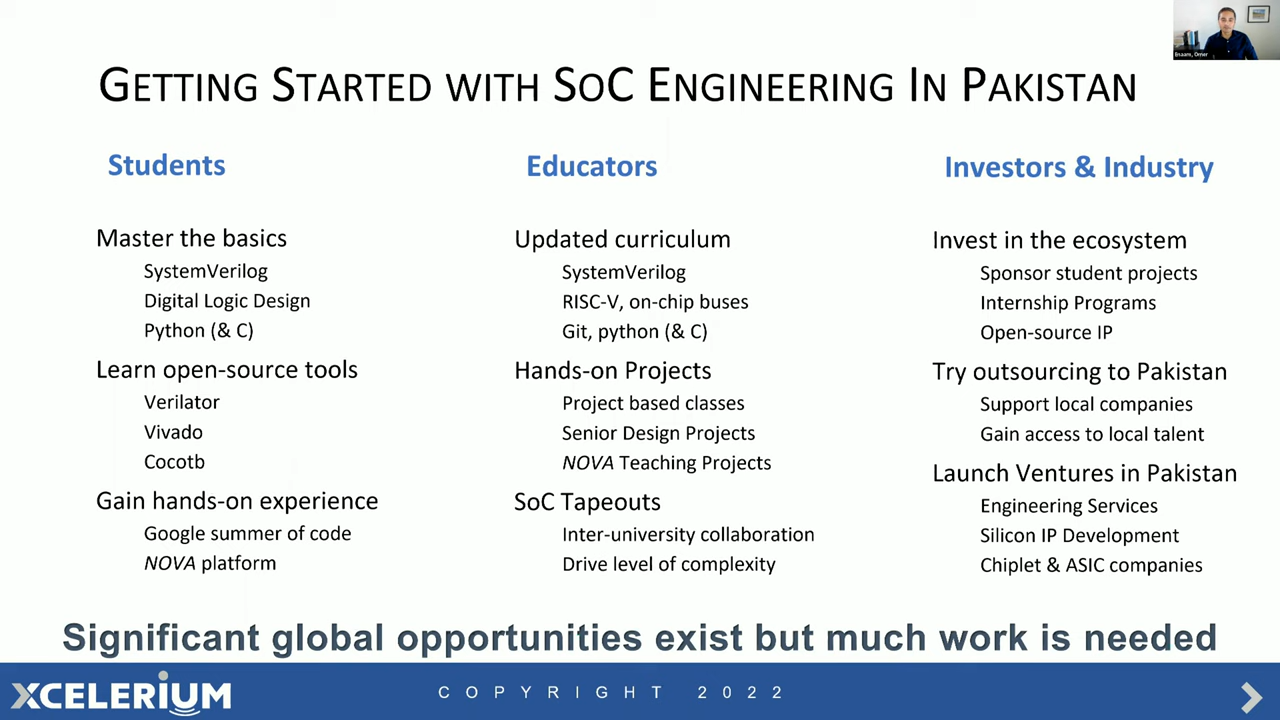 GETTING STARTED WITH SOC ENGINEERING IN PAKISTAN
Students
Master the basics
SystemVerilog
Digital Logic Design
Python (& C)
Learn open-source tools
Verilator
Vivado
Cocotb
Gain hands-on experience
Google summer of code
NOVA platform
Educators
Updated curriculum
SystemVerilog
RISC-V, on-chip buses
Git, python (& C)
Hands-on Projects
Project based classes
Senior Design Projects
NOVA Teaching Projects
SoC Tapeouts
Inter-university collaboration
Drive level of complexity
Investors & Industry
Invest in the ecosystem
Sponsor student projects
Internship Programs
Open-source IP
Try outsourcing to Pakistan
Support local companies
Gain access to local talent
Launch Ventures in Pakistan
Engineering Services
Silicon IP Development
Chiplet & ASIC companies
Significant global opportunities exist but much work is needed
XCELERIUM
COPYRIGHT 2022